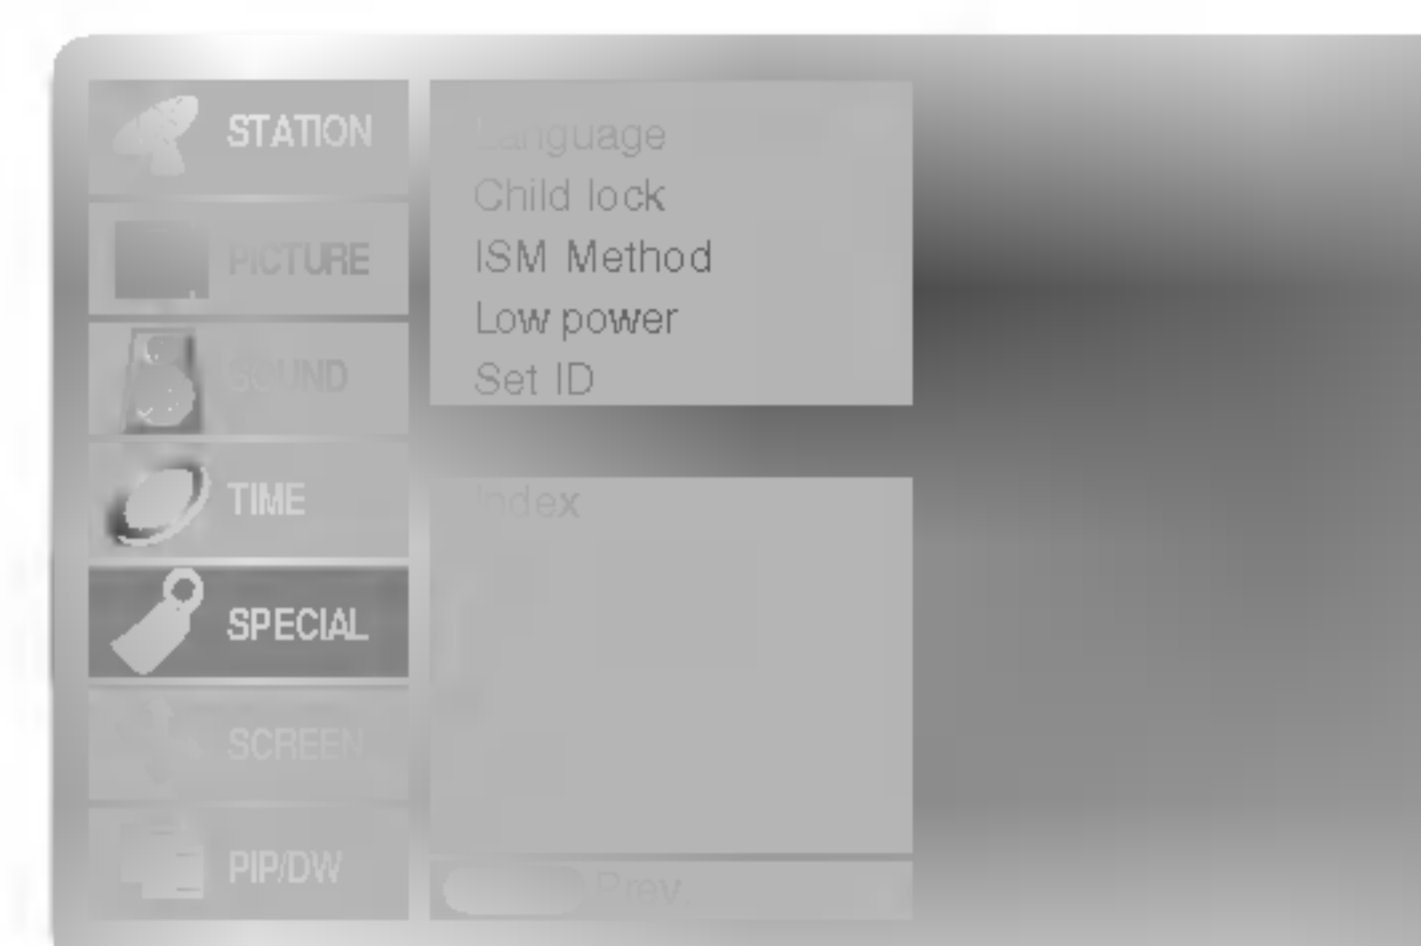 STATION
PICTURE
SOUND
TIME
SPECIAL
SCREEN
PIP/DW
Language
Child lock
ISM Method
Low power
Set ID
Index
Prev.